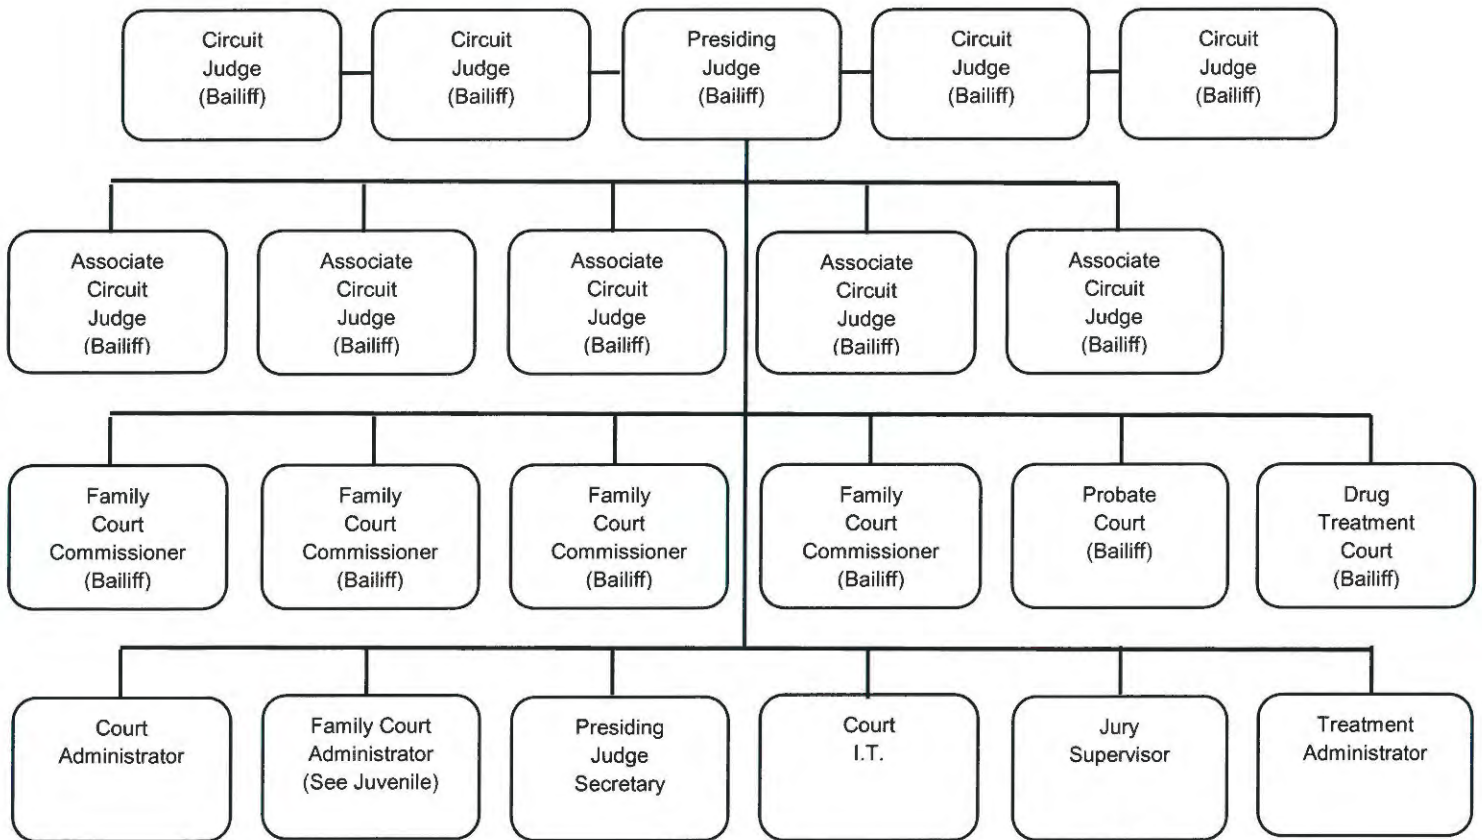 Circuit
Judge
(Bailiff)
Circuit
Judge
(Bailiff)
Presiding
Judge
(Bailiff)
Circuit
Judge
(Bailiff)
Circuit
Judge
(Bailiff)
Associate
Circuit
Judge
(Bailiff)
Associate
Circuit
Judge
(Bailiff)
Associate
Circuit
Judge
(Bailiff)
Associate
Circuit
Judge
(Bailiff)
Associate
Circuit
Judge
(Bailiff)
Family
Court
Commissioner
(Bailiff)
Family
Court
Commissioner
(Bailiff)
Family
Court
Commissioner
(Bailiff)
Family
Court
Commissioner
(Bailiff)
Probate
Court
(Bailiff)
Drug
Treatment
Court
(Bailiff)
Court
Administrator
Family Court
Administrator
(See Juvenile)
Presiding
Judge
Secretary
Court
I.T.
Jury
Supervisor
Treatment
Administrator